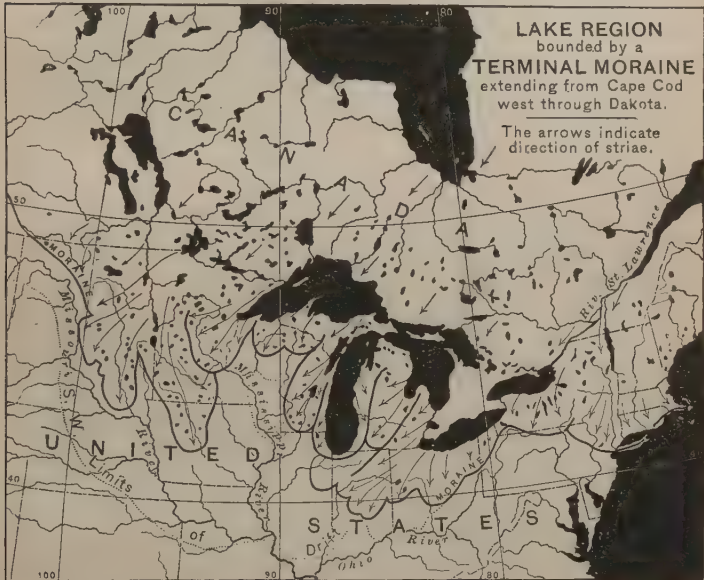 100
90
80
LAKE REGION
bounded by a
TERMINAL MORAINE
extending from Cape Cod
west through Dakota.
The arrows indicate
direction of striae.
CANADA
50
MORAINE
Riv. St. Lawrence
Missouri
River
Mississippi
River
UNITED
STATES
MORAINE
40
Limits
of
Drift
Ohio
River
100
90
80